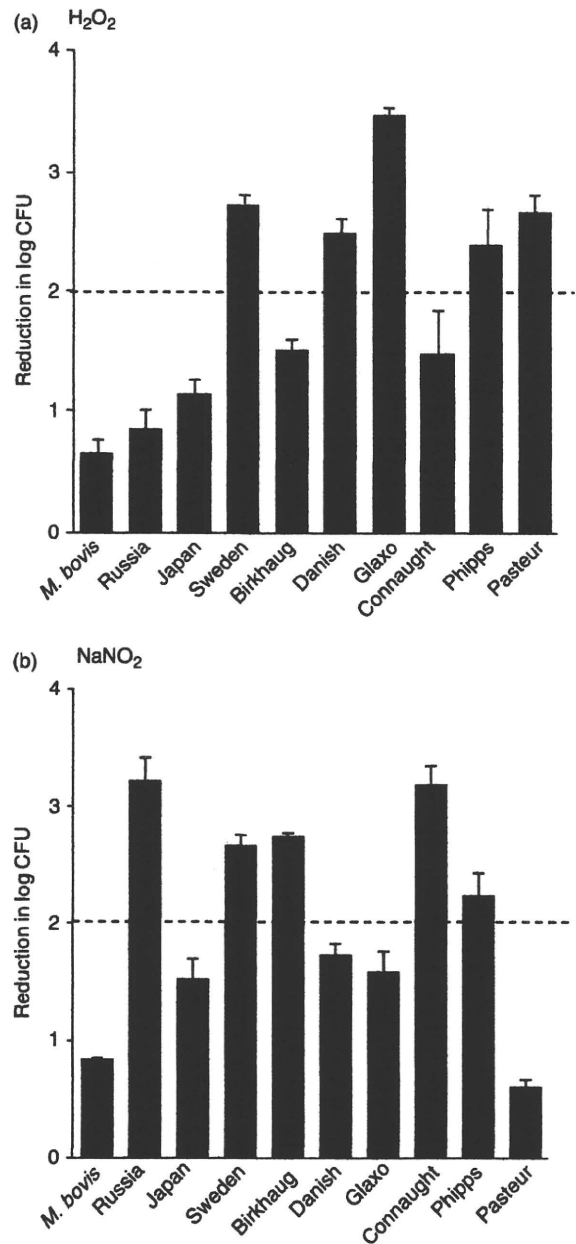 (a) H₂O₂
4
3
2
1
0
Reduction in log CFU
M. bovis
Russia
Japan
Sweden
Birkhaug
Danish
Glaxo
Connaught
Phipps
Pasteur
(b) NaNO₂
4
3
2
1
0
Reduction in log CFU
M. bovis
Russia
Japan
Sweden
Birkhaug
Danish
Glaxo
Connaught
Phipps
Pasteur